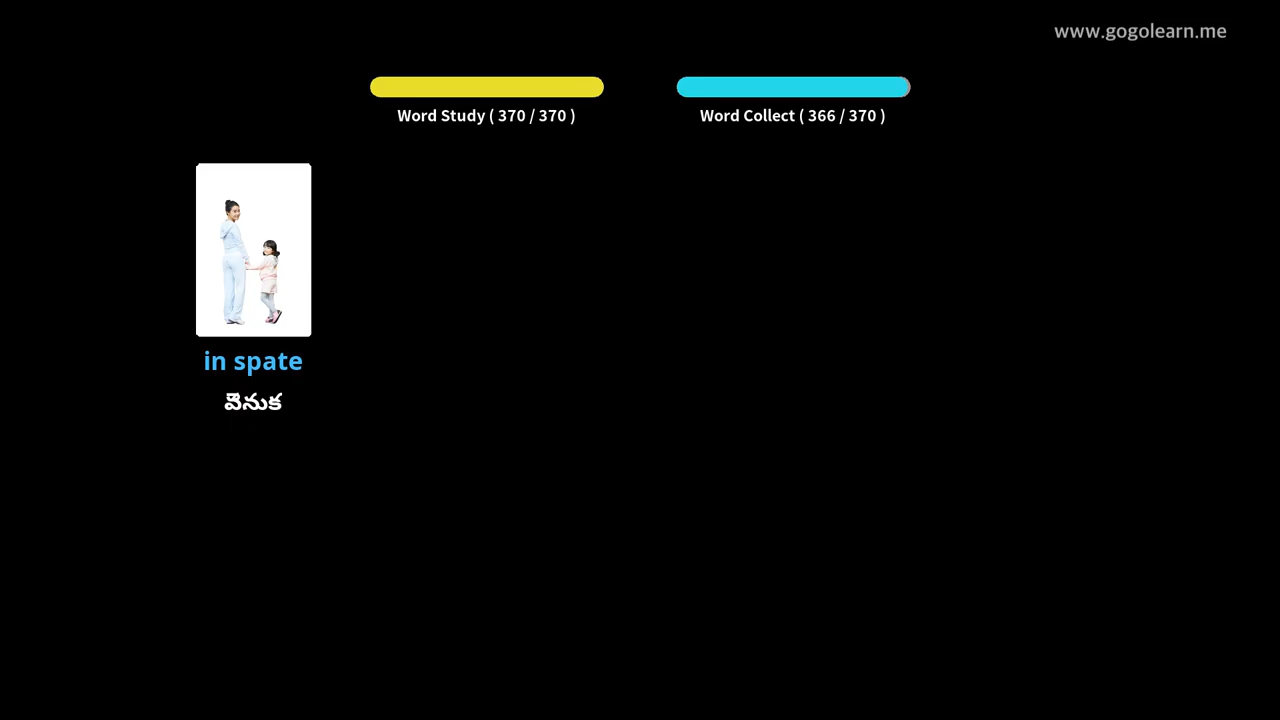 www.gogolearn.me
Word Study ( 370 / 370 )
Word Collect ( 366 / 370 )
in spate
వెనుక